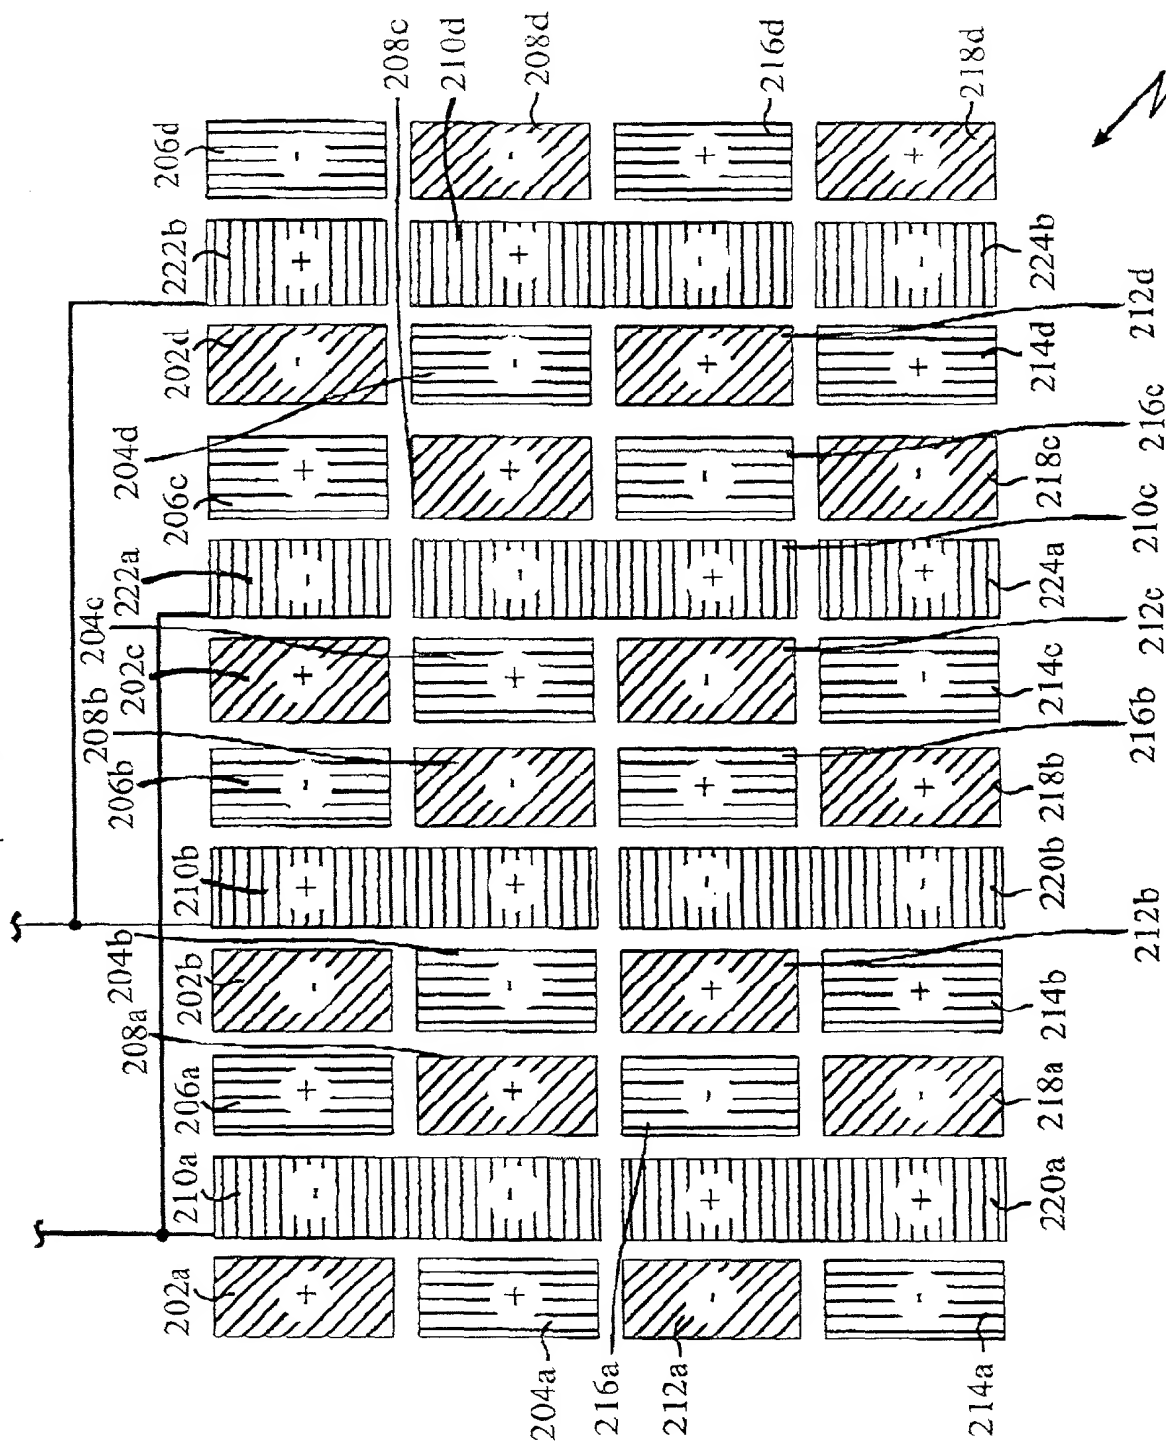 206d
208c
210d
208d
216d
218d
222b
224b
212d
202d
204d
214d
206c
216c
218c
210c
222a
224a
204c
202c
212c
214c
208b
206b
216b
218b
210b
220b
212b
204b
202b
214b
208a
206a
218a
210a
220a
202a
204a
216a
212a
214a
+ - + - + - + - + - + -
+ - + - + - + - + - + -
- + - + - + - + - + - +
- + - + - + - + - + - +